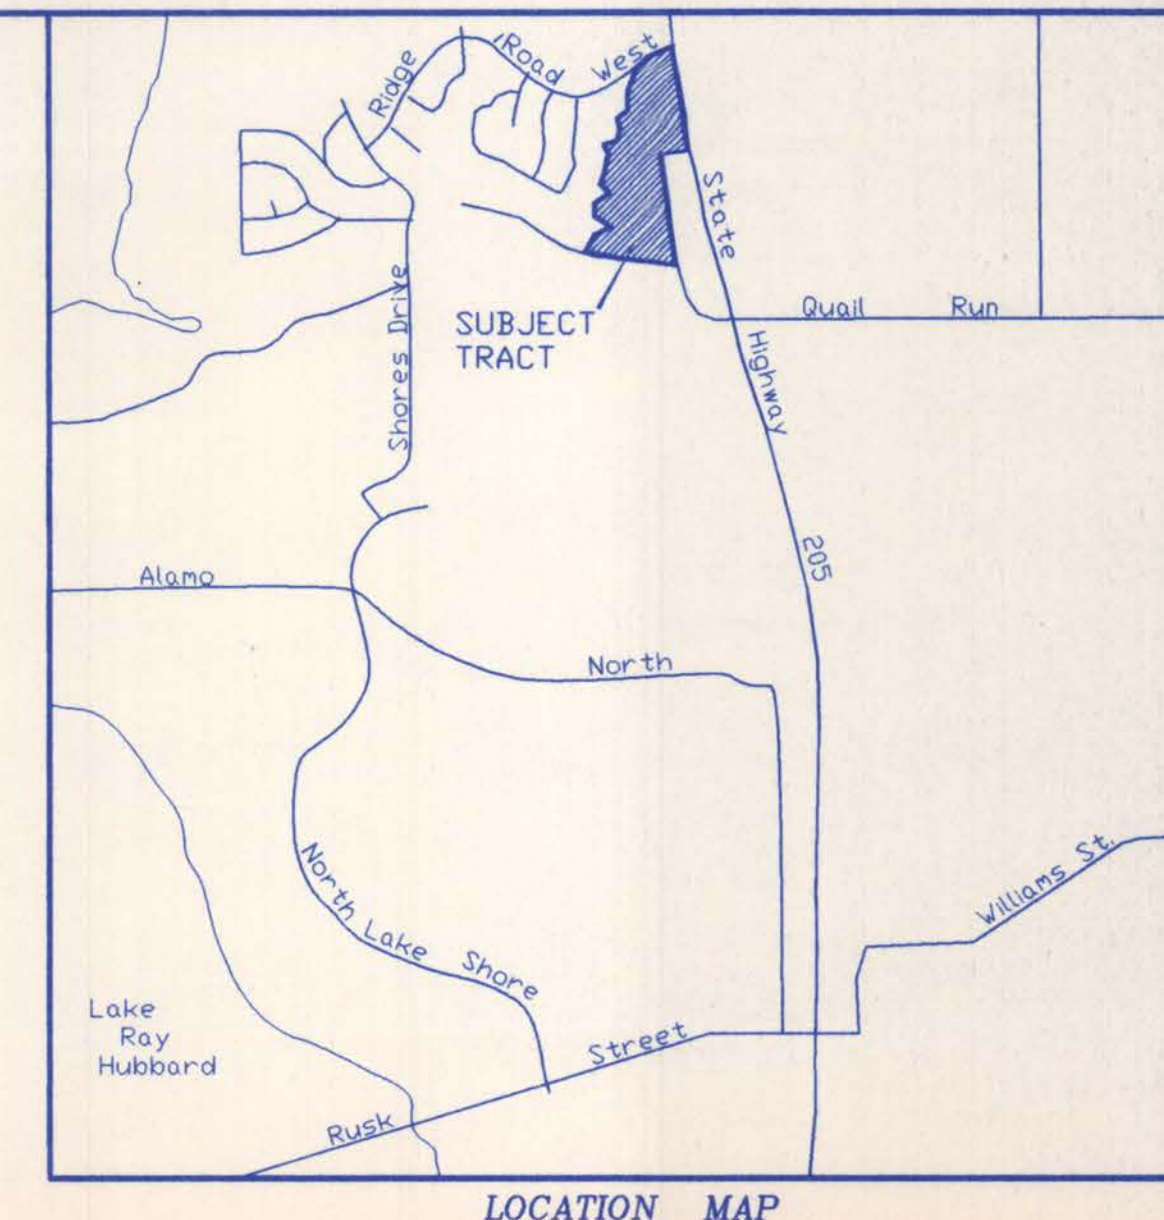 Ridge Road West
State Highway 205
Quail Run
SUBJECT
TRACT
Shores Drive
Alamo
North
North Lake Shore
Williams St.
Lake
Ray
Hubbard
Rusk Street
LOCATION MAP